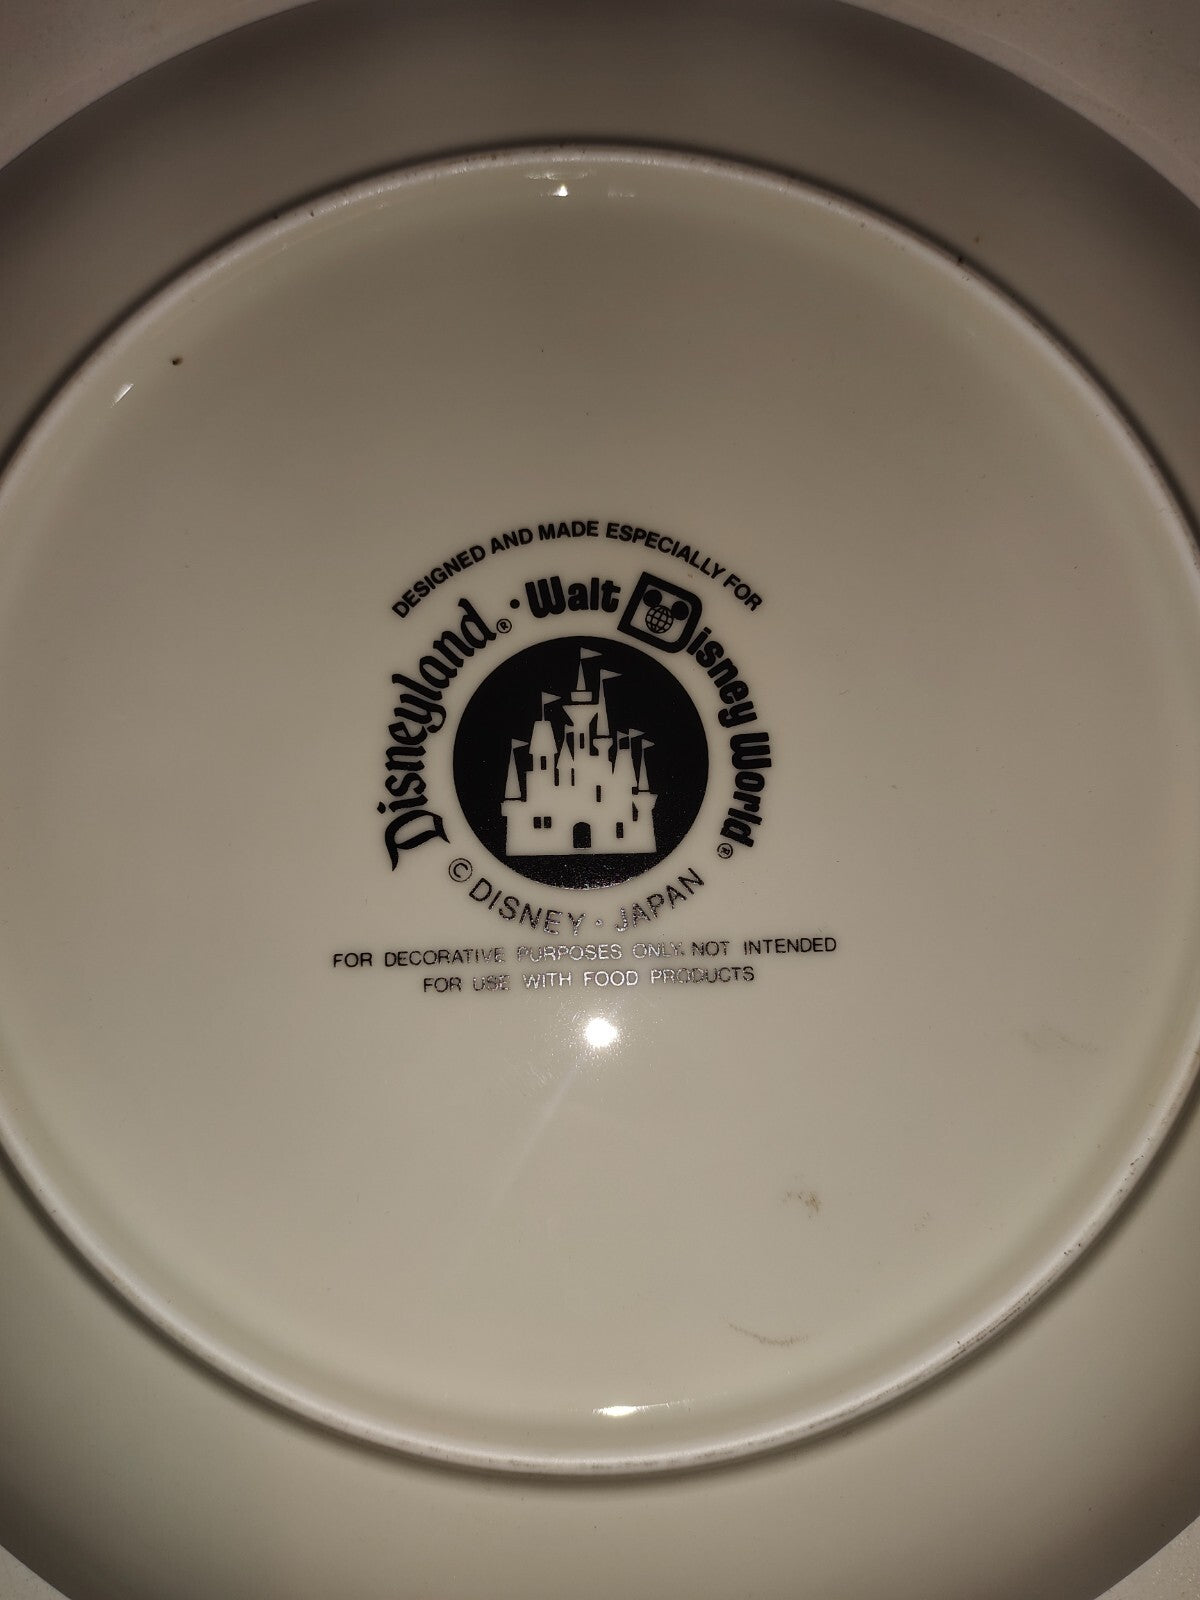 DESIGNED AND MADE ESPECIALLY FOR
Disneyland® • Walt Disney World®
© DISNEY • JAPAN
FOR DECORATIVE PURPOSES ONLY. NOT INTENDED
FOR USE WITH FOOD PRODUCTS